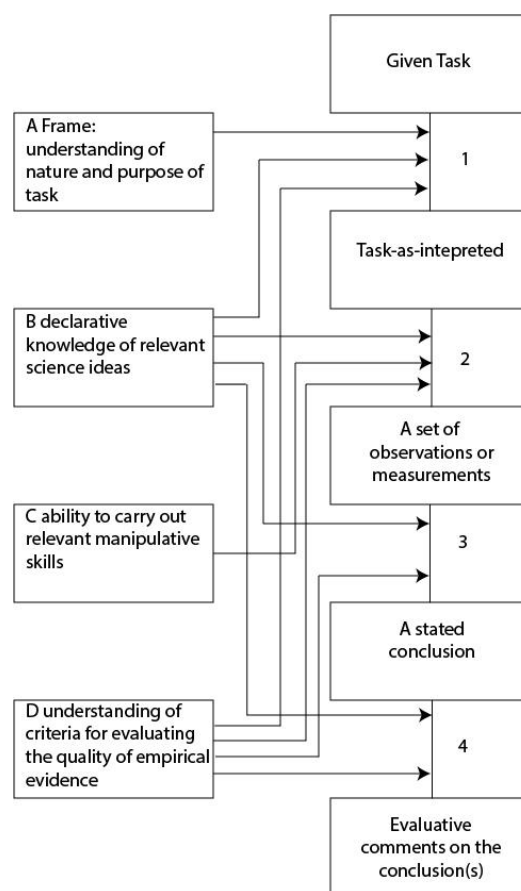 Given Task
A Frame:
understanding of
nature and purpose of
task
1
Task-as-intepreted
B declarative
knowledge of relevant
science ideas
2
A set of
observations or
measurements
C ability to carry out
relevant manipulative
skills
3
A stated
conclusion
D understanding of
criteria for evaluating
the quality of empirical
evidence
4
Evaluative
comments on the
conclusion(s)